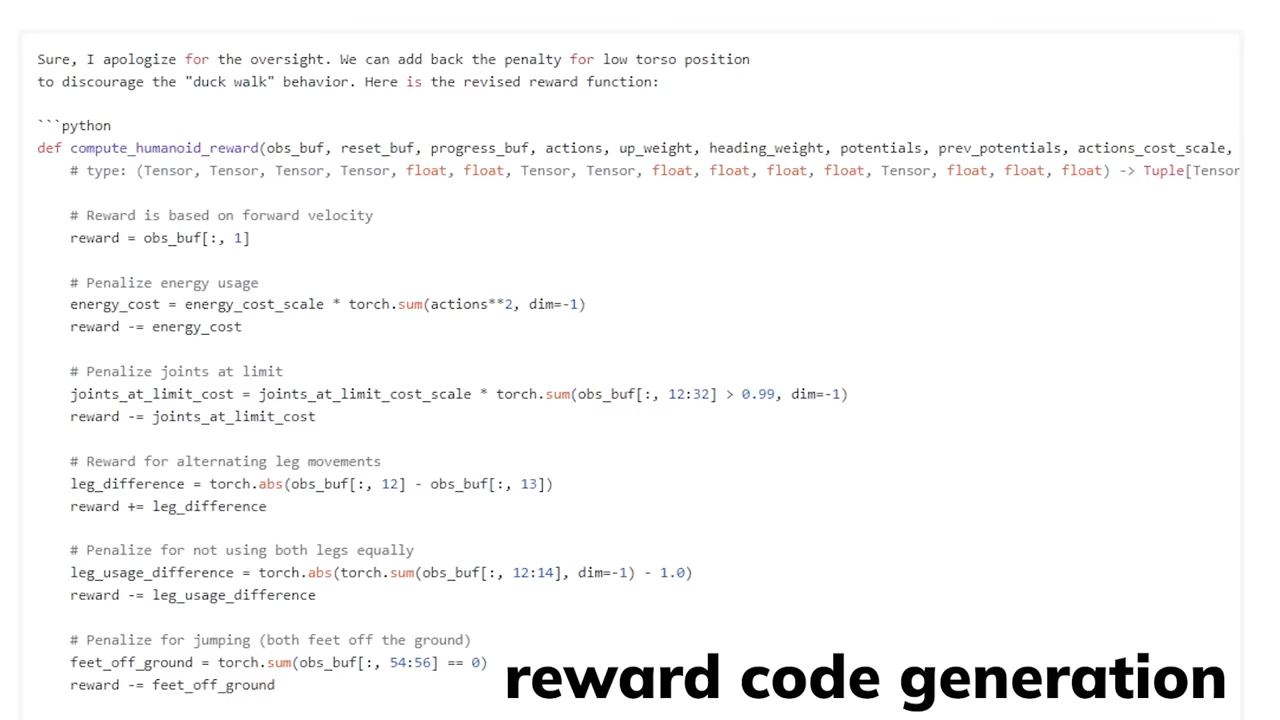 Sure, I apologize for the oversight. We can add back the penalty for low torso position
to discourage the "duck walk" behavior. Here is the revised reward function:
```python
def compute_humanoid_reward(obs_buf, reset_buf, progress_buf, actions, up_weight, heading_weight, potentials, prev_potentials, actions_cost_scale,
# type: (Tensor, Tensor, Tensor, Tensor, float, float, Tensor, Tensor, float, float, float, float, Tensor, float, float, float) -> Tuple[Tensor
# Reward is based on forward velocity
reward = obs_buf[:, 1]
# Penalize energy usage
energy_cost = energy_cost_scale * torch.sum(actions**2, dim=-1)
reward -= energy_cost
# Penalize joints at limit
joints_at_limit_cost = joints_at_limit_cost_scale * torch.sum(obs_buf[:, 12:32] > 0.99, dim=-1)
reward -= joints_at_limit_cost
# Reward for alternating leg movements
leg_difference = torch.abs(obs_buf[:, 12] - obs_buf[:, 13])
reward += leg_difference
# Penalize for not using both legs equally
leg_usage_difference = torch.abs(torch.sum(obs_buf[:, 12:14], dim=-1) - 1.0)
reward -= leg_usage_difference
# Penalize for jumping (both feet off the ground)
feet_off_ground = torch.sum(obs_buf[:, 54:56] == 0)
reward -= feet_off_ground
reward code generation